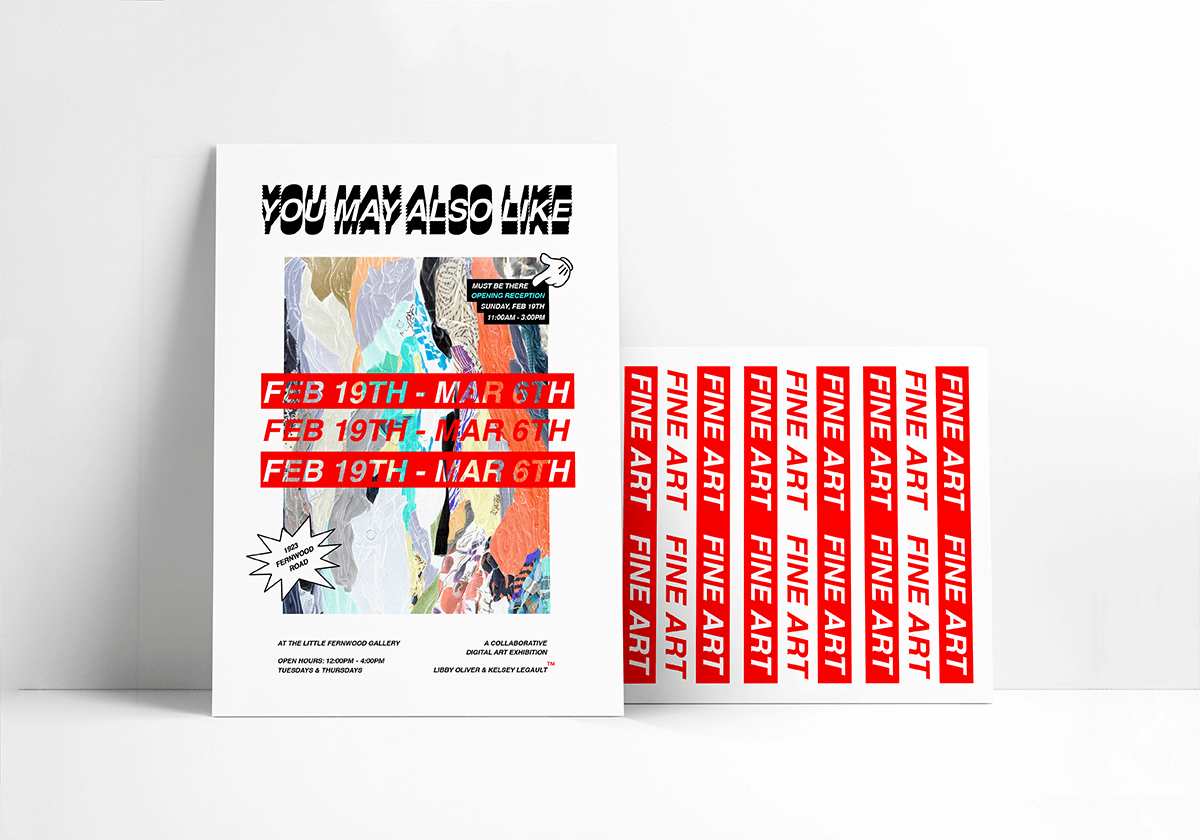 YOU MAY ALSO LIKE
MUST BE THERE
OPENING RECEPTION
SUNDAY, FEB 19TH
11:00AM - 3:00PM
FEB 19TH - MAR 6TH
FEB 19TH - MAR 6TH
FEB 19TH - MAR 6TH
1923
FERNWOOD
ROAD
AT THE LITTLE FERNWOOD GALLERY
OPEN HOURS: 12:00PM - 4:00PM
TUESDAYS & THURSDAYS
A COLLABORATIVE
DIGITAL ART EXHIBITION
LIBBY OLIVER & KELSEY LEGAULT™
FINE ART FINE ART
FINE ART FINE ART
FINE ART FINE ART
FINE ART FINE ART
FINE ART FINE ART
FINE ART FINE ART
FINE ART FINE ART
FINE ART FINE ART
FINE ART FINE ART